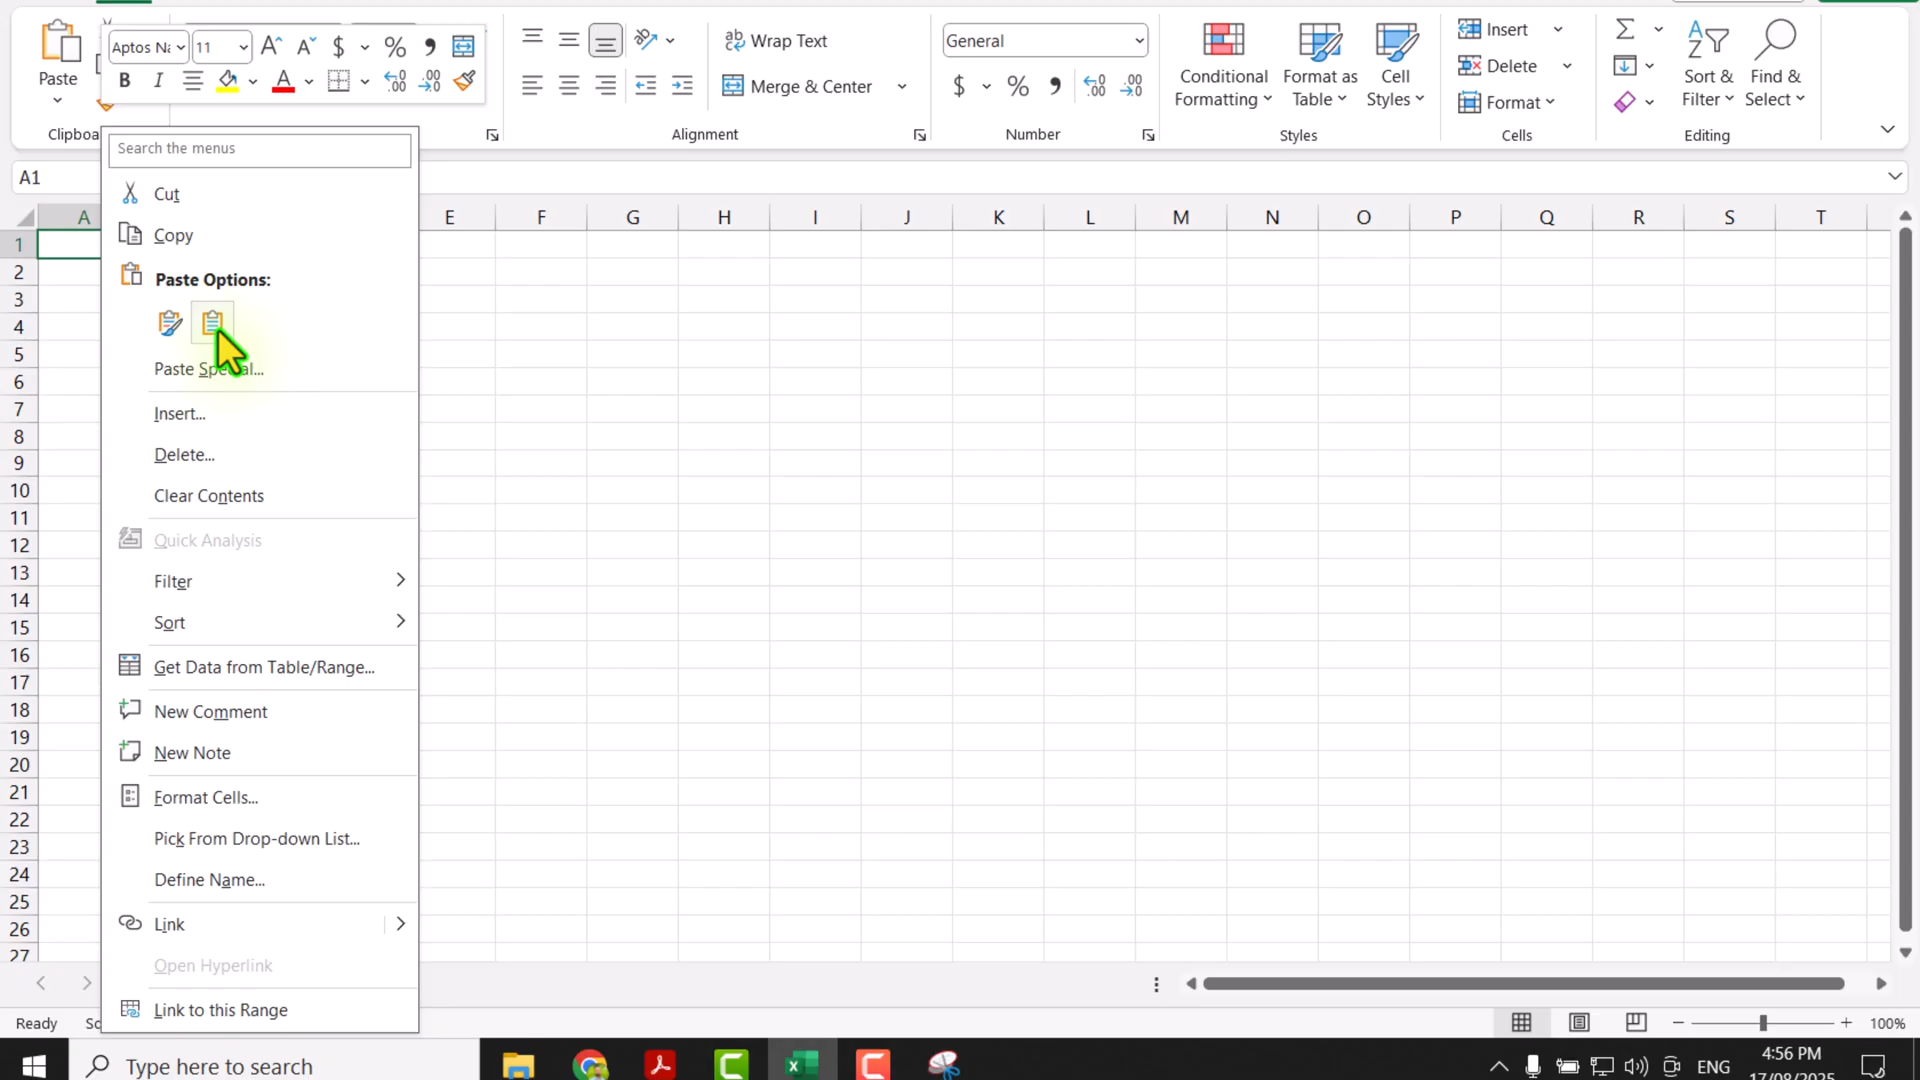 Paste
Clipboa
Aptos Na
11
$
%
B
I
A
Wrap Text
Merge & Center
Alignment
General
$
%
Number
Conditional Formatting
Format as Table
Cell Styles
Styles
Insert
Delete
Format
Cells
Sort & Filter
Find & Select
Editing
A1
A E F G H I J K L M N O P Q R S T
1
2
3
4
5
6
7
8
9
10
11
12
13
14
15
16
17
18
19
20
21
22
23
24
25
26
27
Search the menus
Cut
Copy
Paste Options:
Paste
Insert...
Delete...
Clear Contents
Quick Analysis
Filter
Sort
Get Data from Table/Range...
New Comment
New Note
Format Cells...
Pick From Drop-down List...
Define Name...
Link
Open Hyperlink
Link to this Range
Ready
100%
Type here to search
ENG
4:56 PM